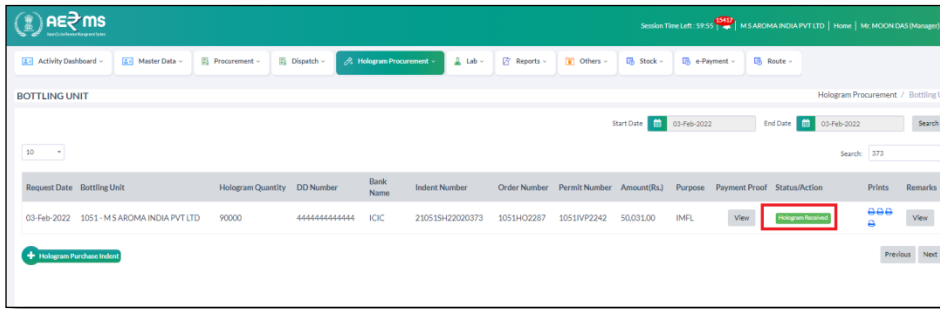 AERMS
Session Time Left : 59:55 15417 | M S AROMA INDIA PVT LTD | Home | Mr. MOON DAS (Manager)
Activity Dashboard Master Data Procurement Dispatch Hologram Procurement Lab Reports Others Stock e-Payment Route
BOTTLING UNIT Hologram Procurement / Bottling U
Start Date 03-Feb-2022 End Date 03-Feb-2022 Search
10 Search: 373
Request Date Bottling Unit Hologram Quantity DD Number Bank Name Indent Number Order Number Permit Number Amount(Rs.) Purpose Payment Proof Status/Action Prints Remarks
03-Feb-2022 1051 - M S AROMA INDIA PVT LTD 90000 4444444444444 ICIC 21051SH22020373 1051HO2287 1051IVP2242 50,031.00 IMFL View Hologram Received View
Hologram Purchase Indent Previous Next